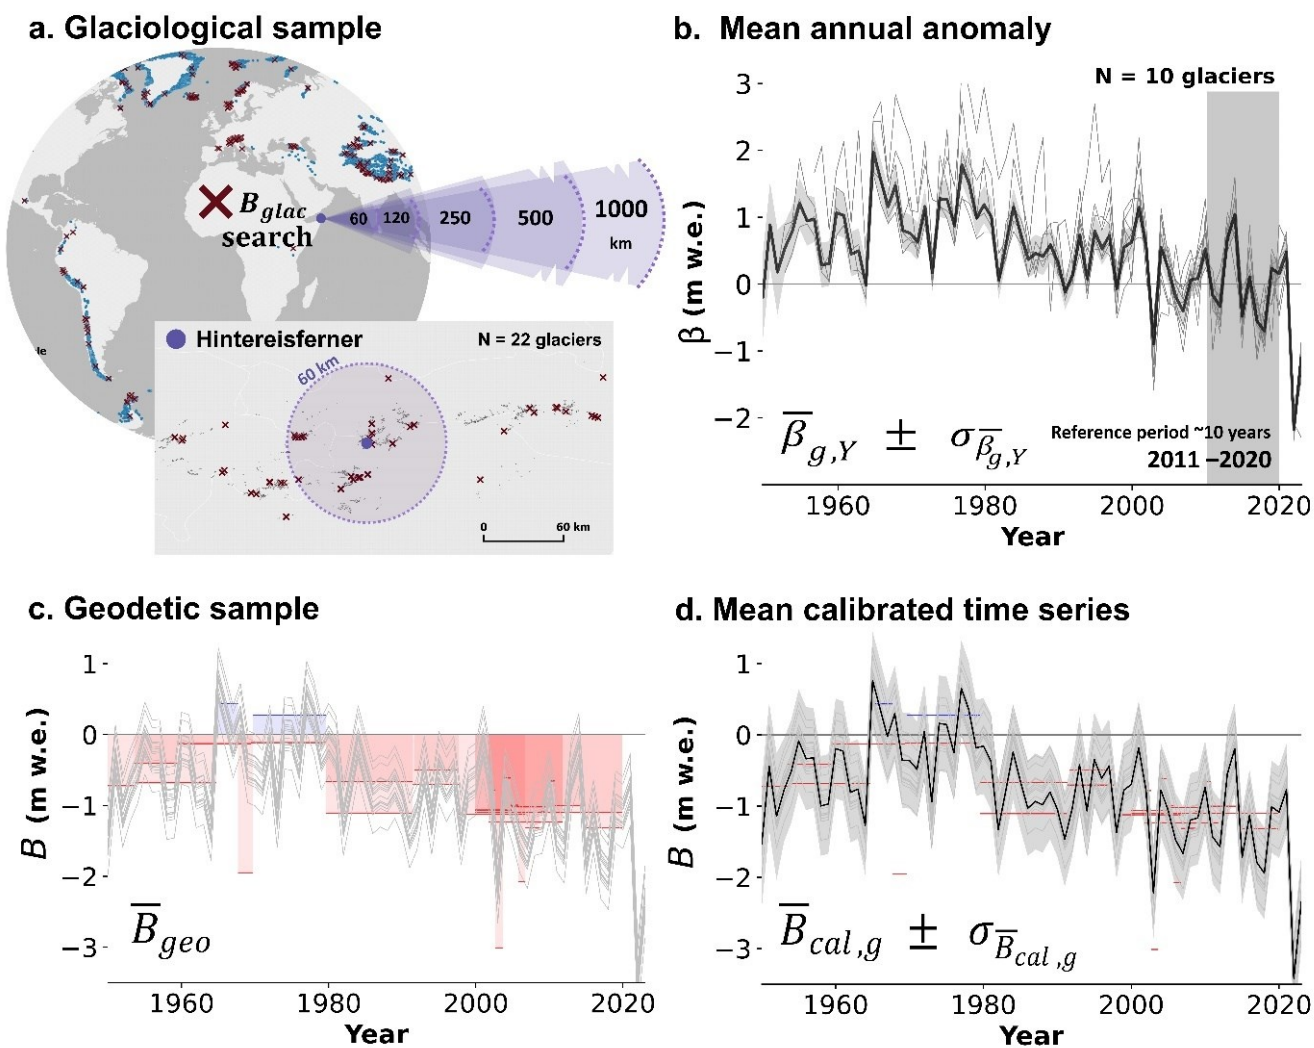 a. Glaciological sample
B_glac
search
60 120 250 500 1000
km
le
Hintereisferner
N = 22 glaciers
60 km
0 60 km
b. Mean annual anomaly
N = 10 glaciers
3
2
1
0
−1
−2
β (m w.e.)
β̅_g,Y ± σ_β̅_g,Y
Reference period ~10 years
2011 –2020
1960 1980 2000 2020
Year
c. Geodetic sample
1
0
−1
−2
−3
B (m w.e.)
B̅_geo
1960 1980 2000 2020
Year
d. Mean calibrated time series
1
0
−1
−2
−3
B (m w.e.)
B̅_cal,g ± σ_B̅_cal ,g
1960 1980 2000 2020
Year